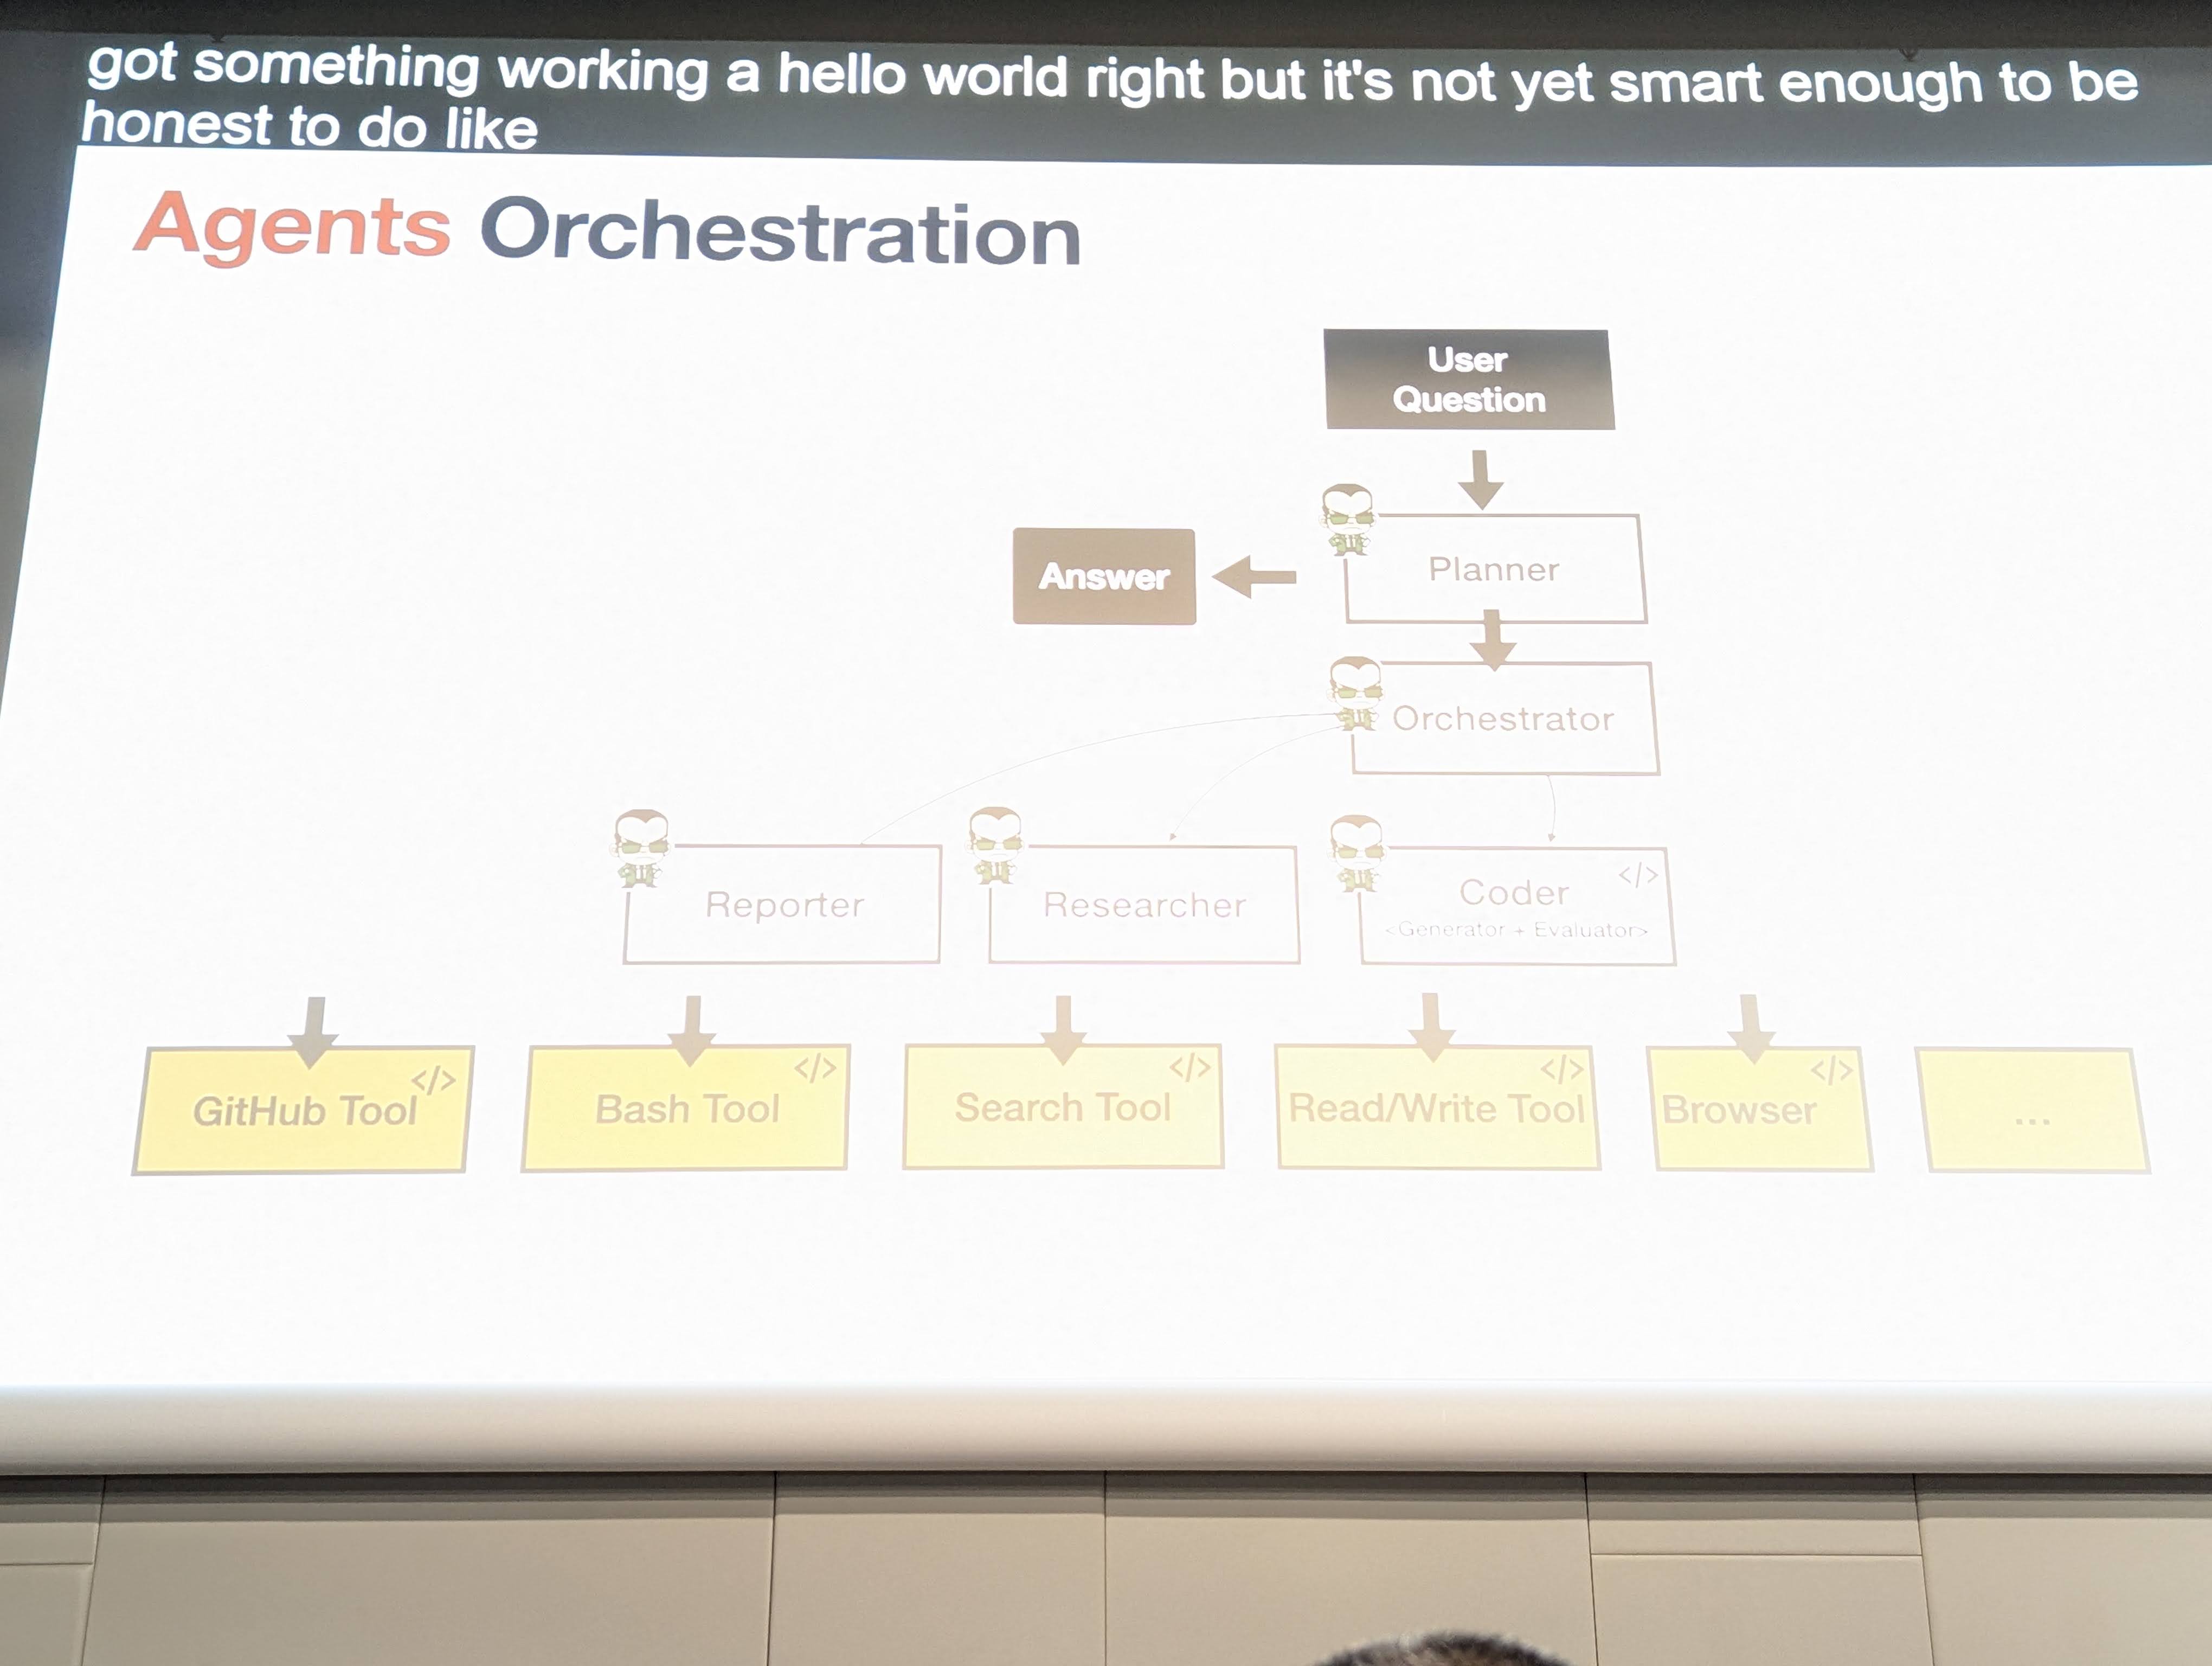 got something working a hello world right but it's not yet smart enough to be
honest to do like
Agents Orchestration
User
Question
Answer
Planner
Orchestrator
Reporter
Researcher
Coder
</>
<Generator + Evaluator>
GitHub Tool
</>
Bash Tool
</>
Search Tool
</>
Read/Write Tool
</>
Browser
</>
...